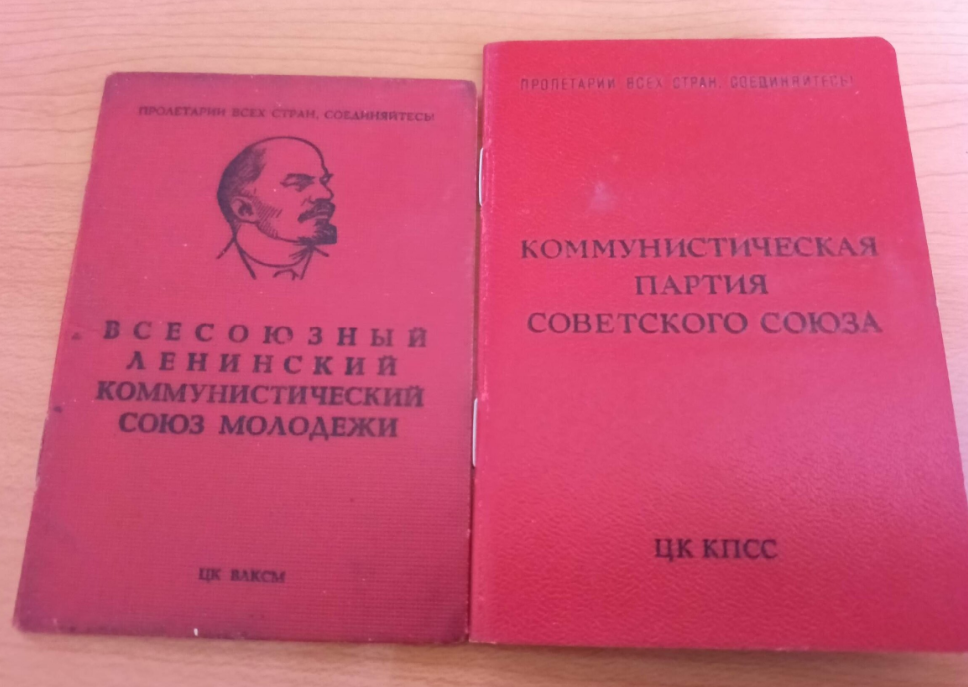 ПРОЛЕТАРИИ ВСЕХ СТРАН, СОЕДИНЯЙТЕСЬ!
ВСЕСОЮЗНЫЙ
ЛЕНИНСКИЙ
КОММУНИСТИЧЕСКИЙ
СОЮЗ МОЛОДЕЖИ
ЦК ВЛКСМ
ПРОЛЕТАРИИ ВСЕХ СТРАН, СОЕДИНЯЙТЕСЬ!
КОММУНИСТИЧЕСКАЯ
ПАРТИЯ
СОВЕТСКОГО СОЮЗА
ЦК КПСС